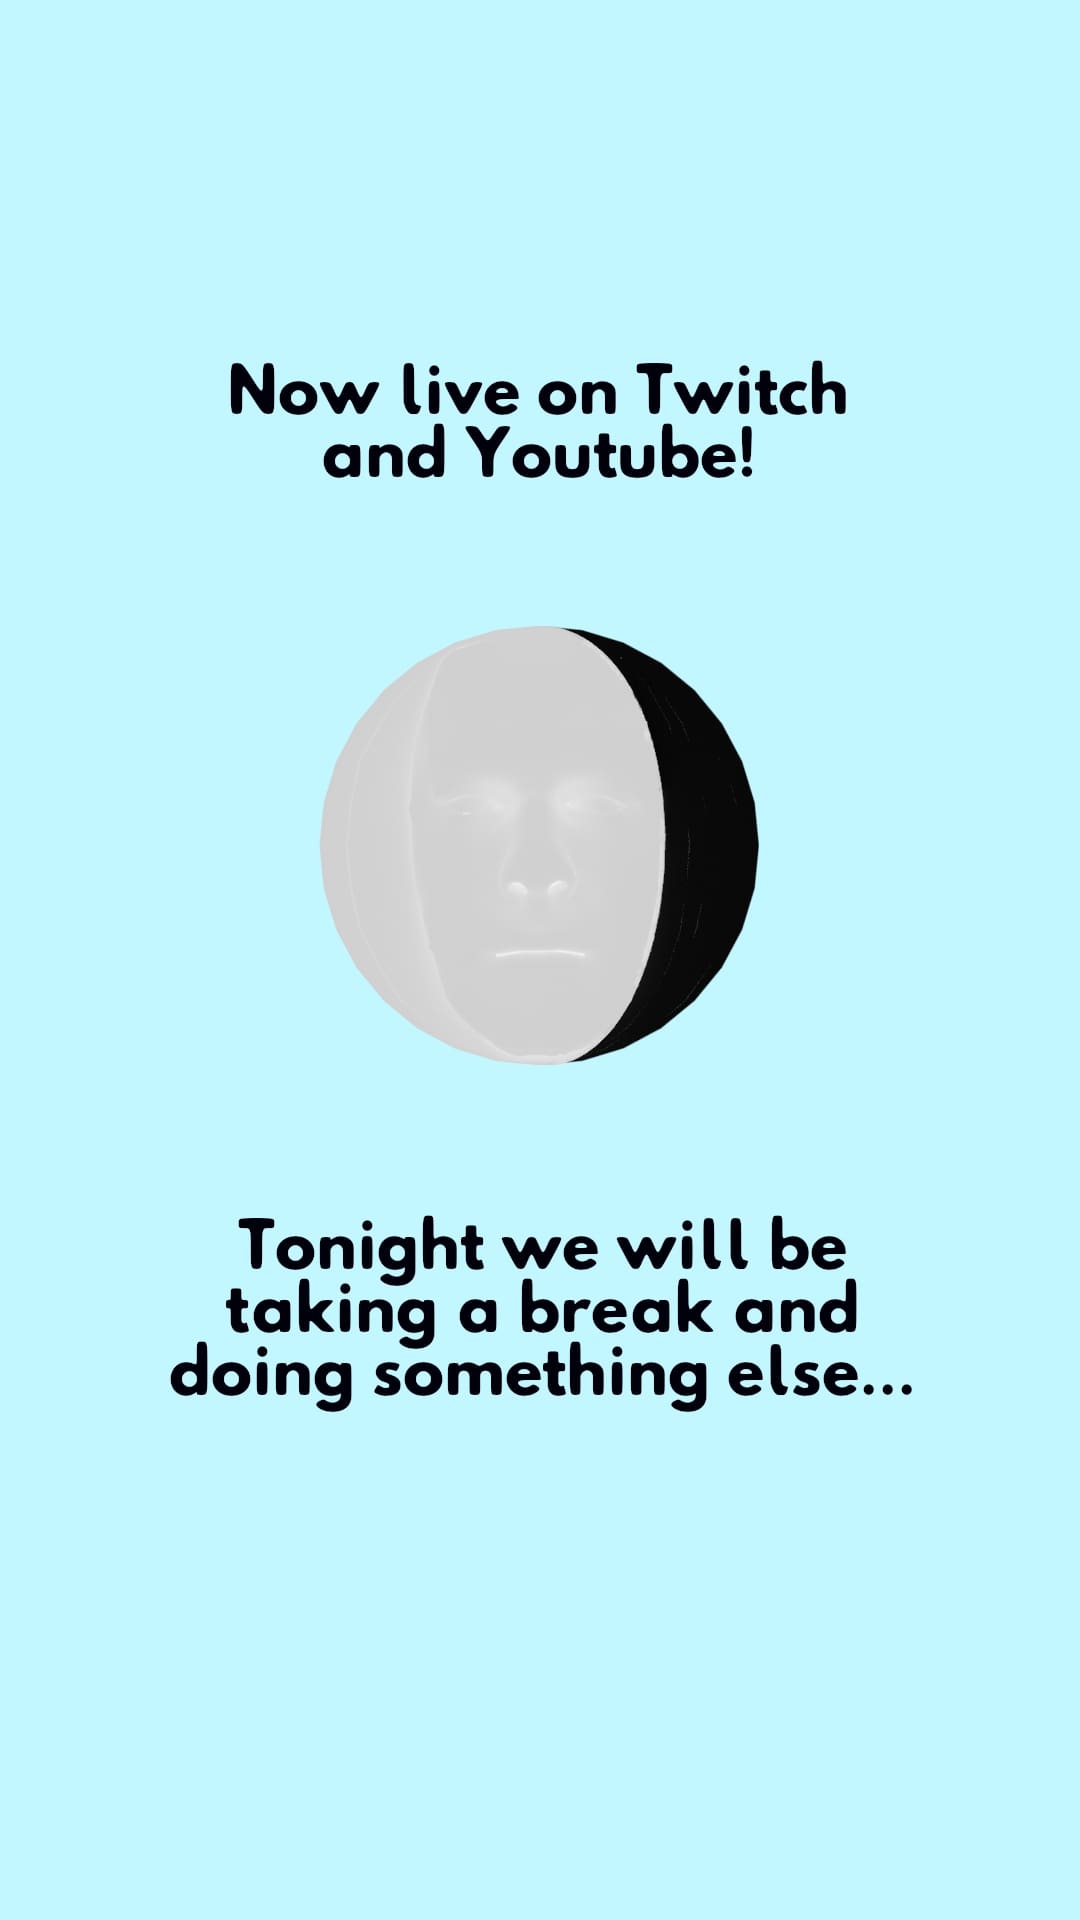 Now live on Twitch
and Youtube!
Tonight we will be
taking a break and
doing something else...